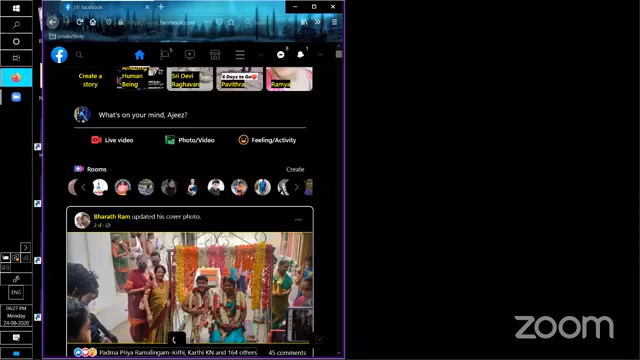 (3) Facebook
https://www.facebook.com
productivity
Create a story
Amazing Human Being
Sri Devi Raghavan
5 Days to Go
Pavithra
Ramya
What's on your mind, Ajeez?
Live video
Photo/Video
Feeling/Activity
Rooms
Create
Bharath Ram updated his cover photo.
2 d
Padma Priya Ramalingam-Jothi, Karthi KN and 164 others
45 comments
ENG
06:27 PM
Monday
24-08-2020
zoom